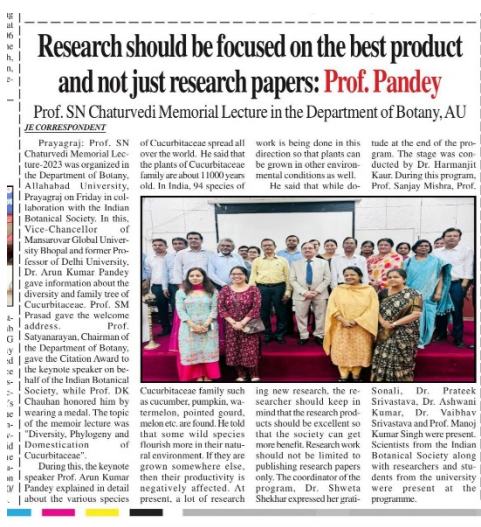 Research should be focused on the best product
and not just research papers: Prof. Pandey
Prof. SN Chaturvedi Memorial Lecture in the Department of Botany, AU
JE CORRESPONDENT
Prayagraj: Prof. SN
Chaturvedi Memorial Lec-
ture-2023 was organized in
the Department of Botany,
Allahabad University,
Prayagraj on Friday in col-
laboration with the Indian
Botanical Society. In this,
Vice-Chancellor of
Mansarovar Global Univer-
sity Bhopal and former Pro-
fessor of Delhi University,
Dr. Arun Kumar Pandey
gave information about the
diversity and family tree of
Cucurbitaceae. Prof. SM
Prasad gave the welcome
address. Prof.
Satyanarayan, Chairman of
the Department of Botany,
gave the Citation Award to
the keynote speaker on be-
half of the Indian Botanical
Society, while Prof. DK
Chauhan honored him by
wearing a medal. The topic
of the memoir lecture was
"Diversity, Phylogeny and
Domestication of
Cucurbitaceae".
During this, the keynote
speaker Prof. Arun Kumar
Pandey explained in detail
about the various species
of Cucurbitaceae spread all
over the world. He said that
the plants of Cucurbitaceae
family are about 11000 years
old. In India, 94 species of
Cucurbitaceae family such
as cucumber, pumpkin, wa-
termelon, pointed gourd,
melon etc. are found. He told
that some wild species
flourish more in their natu-
ral environment. If they are
grown somewhere else,
then their productivity is
negatively affected. At
present, a lot of research
work is being done in this
direction so that plants can
be grown in other environ-
mental conditions as well.
He said that while do-
ing new research, the re-
searcher should keep in
mind that the research prod-
ucts should be excellent so
that the society can get
more benefit. Research work
should not be limited to
publishing research papers
only. The coordinator of the
program, Dr. Shweta
Shekhar expressed her grati-
tude at the end of the pro-
gram. The stage was con-
ducted by Dr. Harmanjit
Kaur. During this program,
Prof. Sanjay Mishra, Prof.
Sonali, Dr. Prateek
Srivastava, Dr. Ashwani
Kumar, Dr. Vaibhav
Srivastava and Prof. Manoj
Kumar Singh were present.
Scientists from the Indian
Botanical Society along
with researchers and stu-
dents from the university
were present at the
programme.